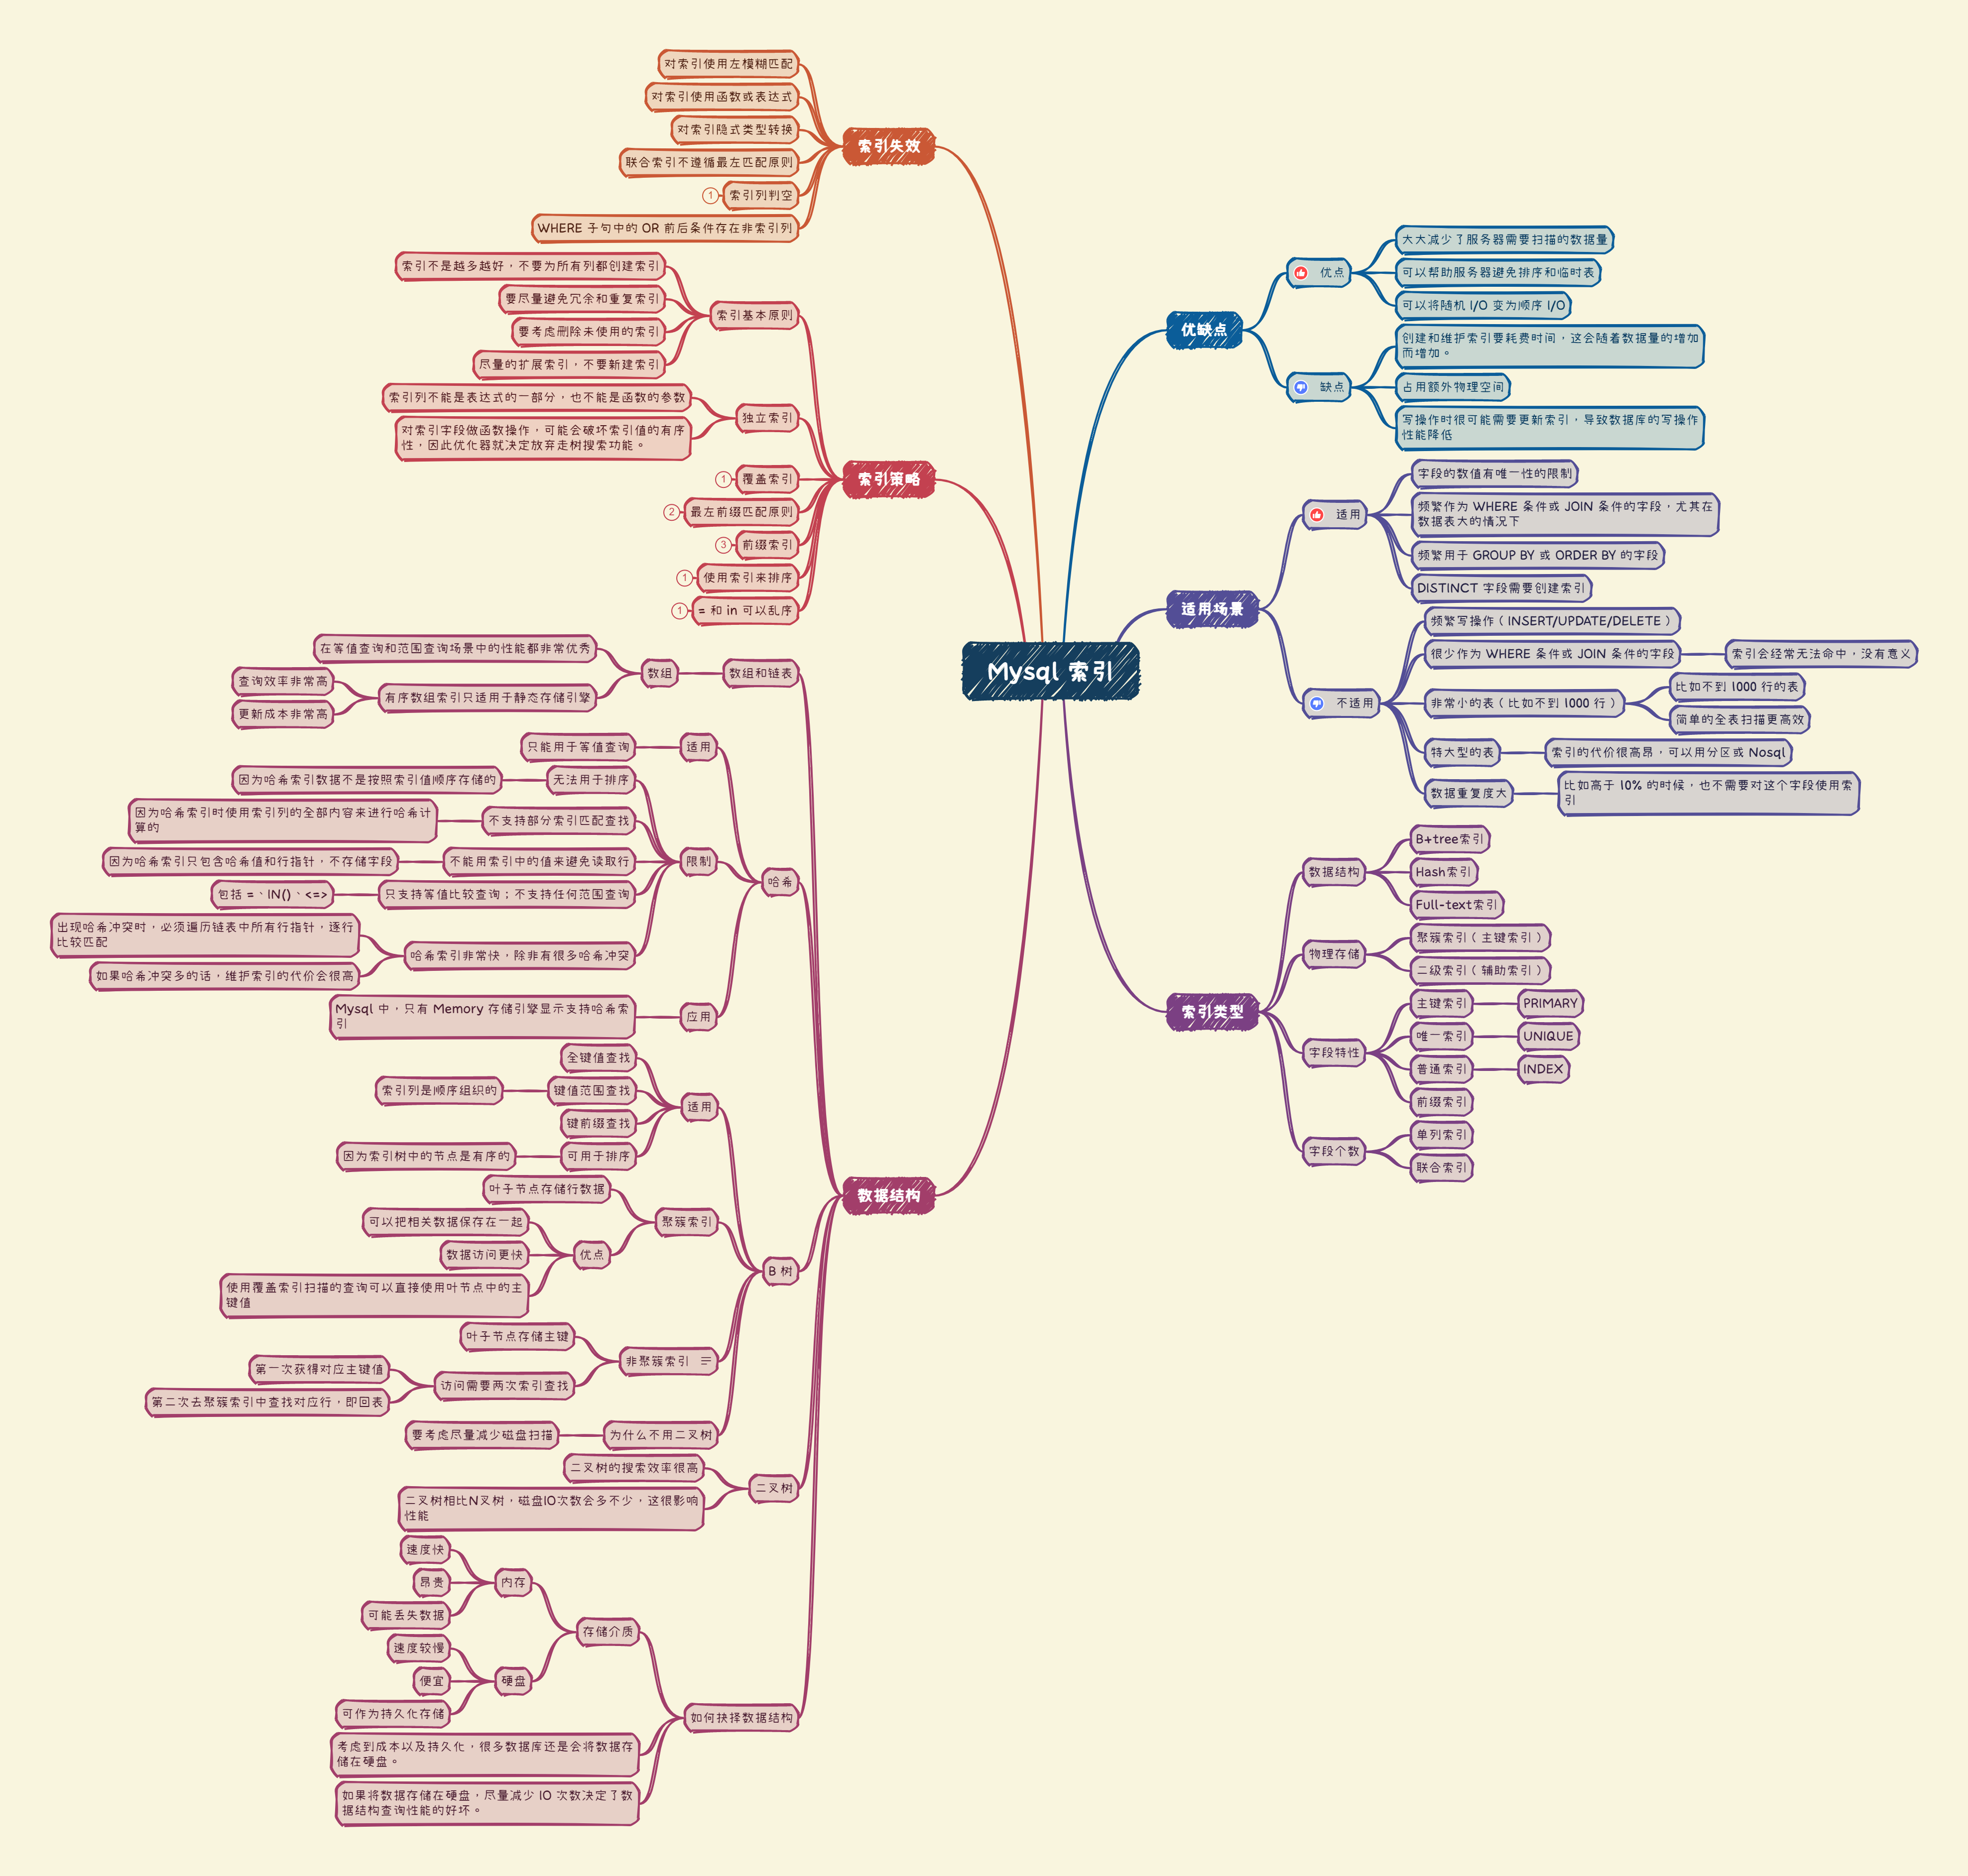 Mysql 索引
优缺点
优点
大大减少了服务器需要扫描的数据量
可以帮助服务器避免排序和临时表
可以将随机 I/O 变为顺序 I/O
缺点
创建和维护索引要耗费时间，这会随着数据量的增加
而增加。
占用额外物理空间
写操作时很可能需要更新索引，导致数据库的写操作
性能降低
适用场景
适用
字段的数值有唯一性的限制
频繁作为 WHERE 条件或 JOIN 条件的字段，尤其在
数据表大的情况下
频繁用于 GROUP BY 或 ORDER BY 的字段
DISTINCT 字段需要创建索引
不适用
频繁写操作（INSERT/UPDATE/DELETE）
很少作为 WHERE 条件或 JOIN 条件的字段
索引会经常无法命中，没有意义
非常小的表（比如不到 1000 行）
比如不到 1000 行的表
简单的全表扫描更高效
特大型的表
索引的代价很高昂，可以用分区或 Nosql
数据重复度大
比如高于 10% 的时候，也不需要对这个字段使用索
引
索引类型
数据结构
B+tree索引
Hash索引
Full-text索引
物理存储
聚簇索引（主键索引）
二级索引（辅助索引）
字段特性
主键索引
PRIMARY
唯一索引
UNIQUE
普通索引
INDEX
前缀索引
字段个数
单列索引
联合索引
索引失效
对索引使用左模糊匹配
对索引使用函数或表达式
对索引隐式类型转换
联合索引不遵循最左匹配原则
索引列判空
1
WHERE 子句中的 OR 前后条件存在非索引列
索引策略
索引基本原则
索引不是越多越好，不要为所有列都创建索引
要尽量避免冗余和重复索引
要考虑删除未使用的索引
尽量的扩展索引，不要新建索引
独立索引
索引列不能是表达式的一部分，也不能是函数的参数
对索引字段做函数操作，可能会破坏索引值的有序
性，因此优化器就决定放弃走树搜索功能。
覆盖索引
1
最左前缀匹配原则
2
前缀索引
3
使用索引来排序
1
= 和 in 可以乱序
1
数据结构
数组和链表
数组
在等值查询和范围查询场景中的性能都非常优秀
有序数组索引只适用于静态存储引擎
查询效率非常高
更新成本非常高
哈希
适用
只能用于等值查询
限制
无法用于排序
因为哈希索引数据不是按照索引值顺序存储的
不支持部分索引匹配查找
因为哈希索引时使用索引列的全部内容来进行哈希计
算的
不能用索引中的值来避免读取行
因为哈希索引只包含哈希值和行指针，不存储字段
只支持等值比较查询；不支持任何范围查询
包括 =、IN()、<=>
哈希索引非常快，除非有很多哈希冲突
出现哈希冲突时，必须遍历链表中所有行指针，逐行
比较匹配
如果哈希冲突多的话，维护索引的代价会很高
应用
Mysql 中，只有 Memory 存储引擎显示支持哈希索
引
B 树
适用
全键值查找
键值范围查找
索引列是顺序组织的
键前缀查找
可用于排序
因为索引树中的节点是有序的
聚簇索引
叶子节点存储行数据
优点
可以把相关数据保存在一起
数据访问更快
使用覆盖索引扫描的查询可以直接使用叶节点中的主
键值
非聚簇索引
叶子节点存储主键
访问需要两次索引查找
第一次获得对应主键值
第二次去聚簇索引中查找对应行，即回表
为什么不用二叉树
要考虑尽量减少磁盘扫描
二叉树
二叉树的搜索效率很高
二叉树相比N叉树，磁盘IO次数会多不少，这很影响
性能
如何抉择数据结构
存储介质
内存
速度快
昂贵
可能丢失数据
硬盘
速度较慢
便宜
可作为持久化存储
考虑到成本以及持久化，很多数据库还是会将数据存
储在硬盘。
如果将数据存储在硬盘，尽量减少 IO 次数决定了数
据结构查询性能的好坏。